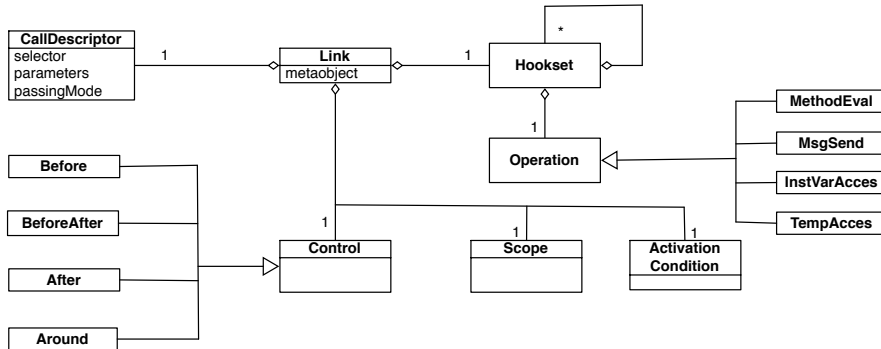 CallDescriptor
selector
parameters
passingMode
1
Link
metaobject
1
Hookset
*
1
Operation
MethodEval
MsgSend
InstVarAcces
TempAcces
Before
BeforeAfter
After
Around
1
Control
1
Scope
1
Activation
Condition